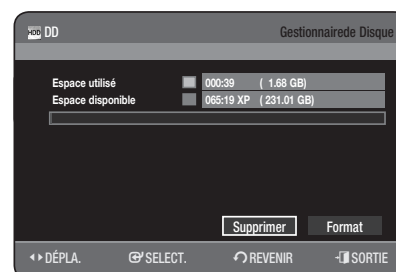 HDD DD Gestionnairede Disque
Espace utilisé 000:39 ( 1.68 GB)
Espace disponible 065:19 XP ( 231.01 GB)
Supprimer Format
DÉPLA. SELECT. REVENIR SORTIE